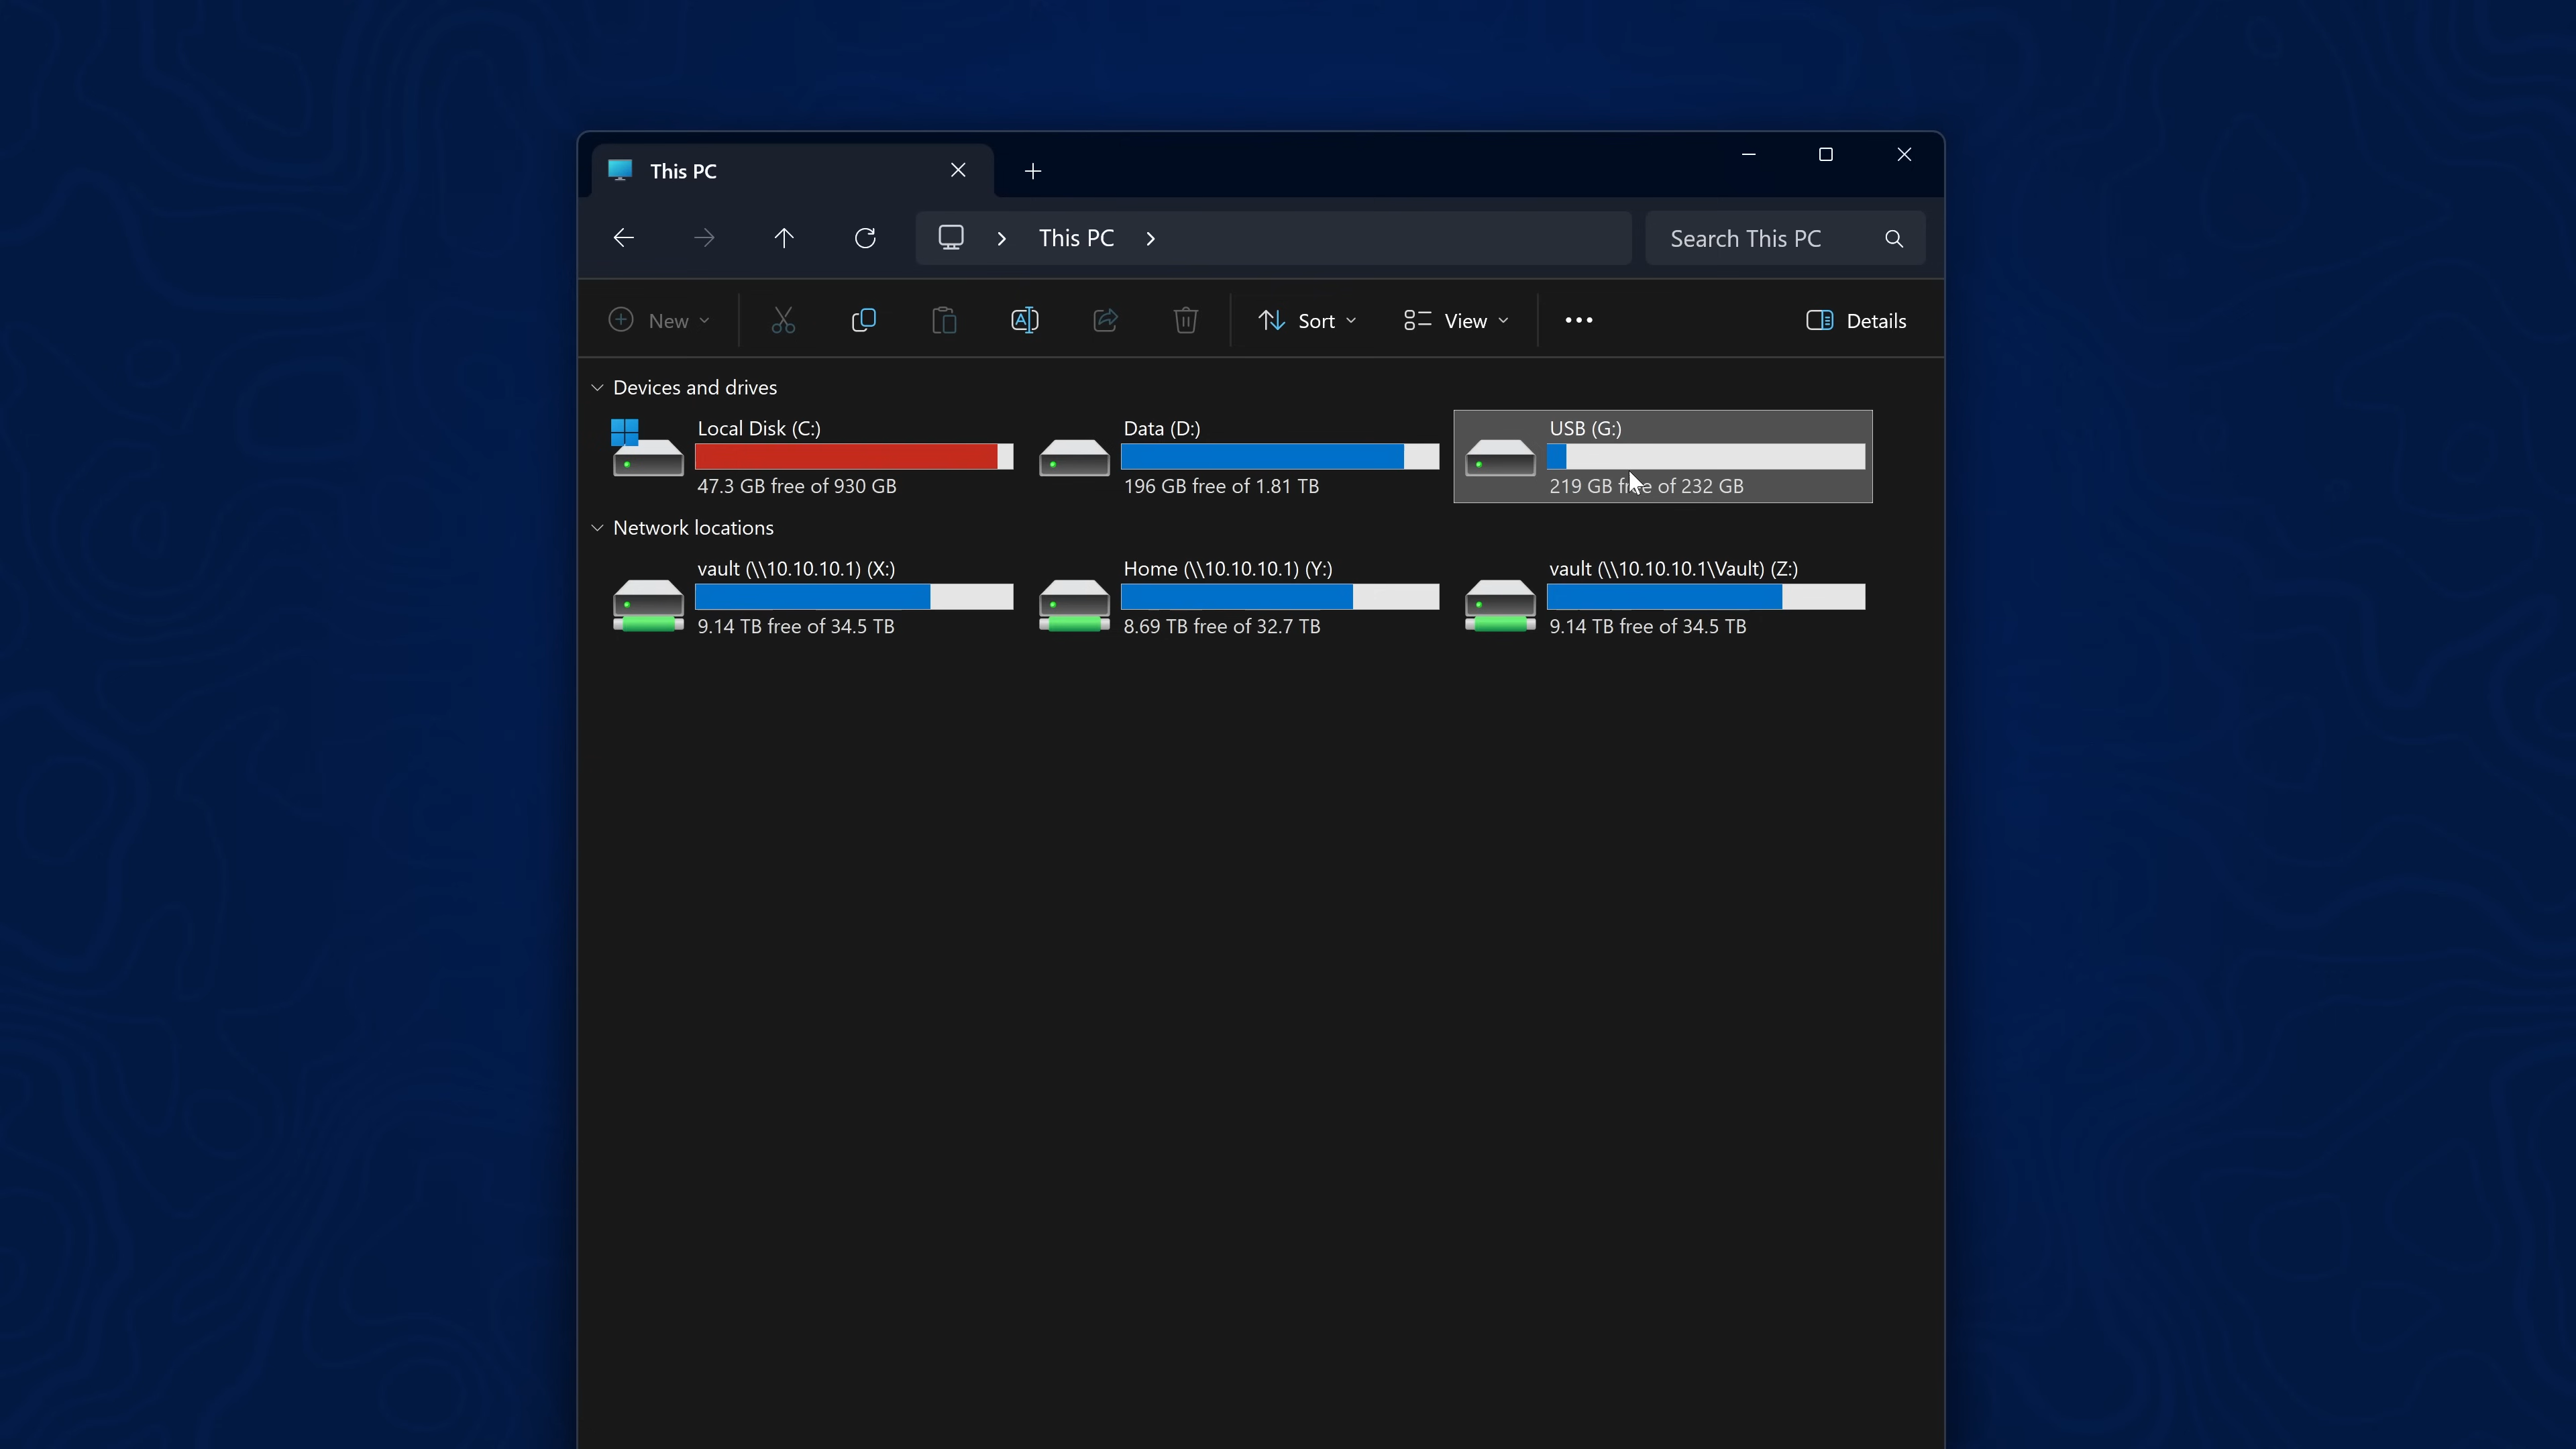 This PC
This PC
Search This PC
New
Sort
View
Details
Devices and drives
Local Disk (C:)
47.3 GB free of 930 GB
Data (D:)
196 GB free of 1.81 TB
USB (G:)
219 GB free of 232 GB
Network locations
vault (\\10.10.10.1) (X:)
9.14 TB free of 34.5 TB
Home (\\10.10.10.1) (Y:)
8.69 TB free of 32.7 TB
vault (\\10.10.10.1\Vault) (Z:)
9.14 TB free of 34.5 TB